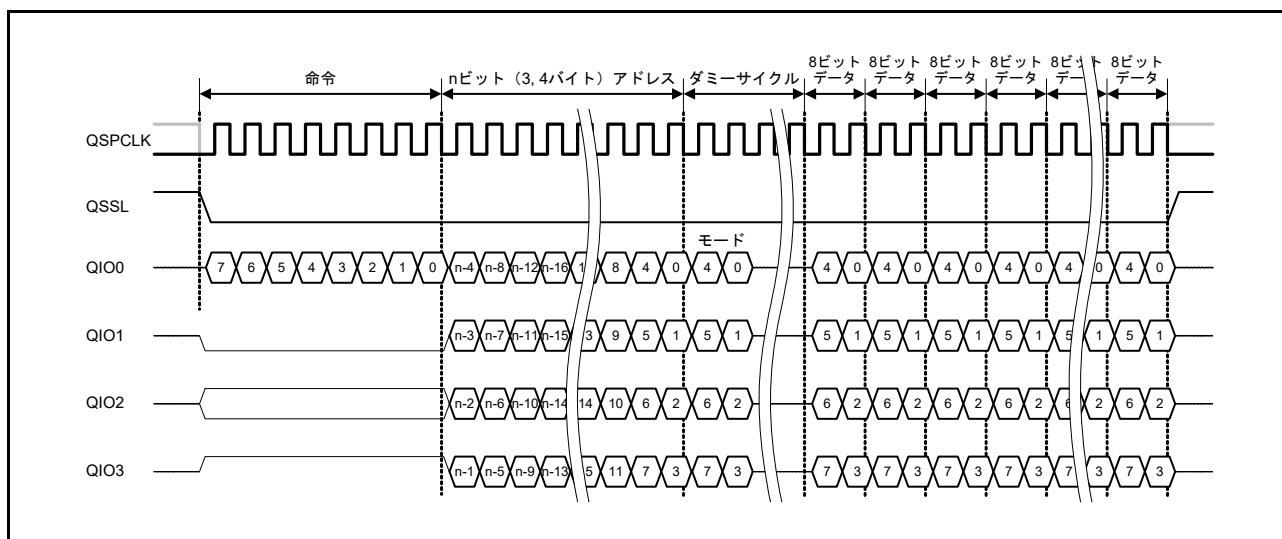 8ビット 8ビット 8ビット 8ビット 8ビット 8ビット
命令 nビット（3, 4バイト）アドレス ダミーサイクル データ データ データ データ データ データ
QSPCLK
QSSL
モード
QIO0 7 6 5 4 3 2 1 0 n-4 n-8 n-12 n-16 8 4 0 4 0 4 0 4 0 4 0 4 0 4 0 4 0
QIO1 n-3 n-7 n-11 n-15 9 5 1 5 1 5 1 5 1 5 1 5 1 5 1 5 1
QIO2 n-2 n-6 n-10 n-14 14 10 6 2 6 2 6 2 6 2 6 2 6 2 6 2 6 2
QIO3 n-1 n-5 n-9 n-13 11 7 3 7 3 7 3 7 3 7 3 7 3 7 3 7 3